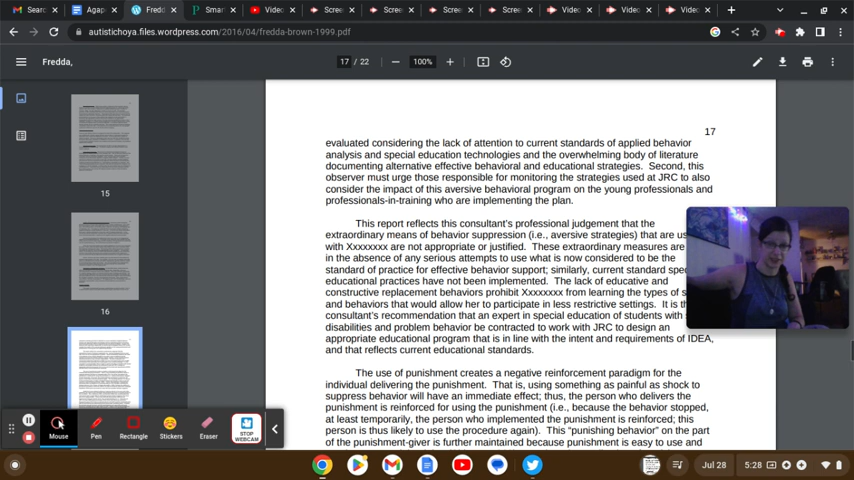 Searc
Agap
Fredd
Smar
Video
Scree
Scree
Scree
Scree
Video
Video
Video
autistichoya.files.wordpress.com/2016/04/fredda-brown-1999.pdf
Fredda,
17 / 22
100%
15
16
17
evaluated considering the lack of attention to current standards of applied behavior
analysis and special education technologies and the overwhelming body of literature
documenting alternative effective behavioral and educational strategies. Second, this
observer must urge those responsible for monitoring the strategies used at JRC to also
consider the impact of this aversive behavioral program on the young professionals and
professionals-in-training who are implementing the plan.
This report reflects this consultant's professional judgement that the
extraordinary means of behavior suppression (i.e., aversive strategies) that are us
with Xxxxxxxx are not appropriate or justified. These extraordinary measures are
in the absence of any serious attempts to use what is now considered to be the
standard of practice for effective behavior support; similarly, current standard spec
educational practices have not been implemented. The lack of educative and
constructive replacement behaviors prohibit Xxxxxxxx from learning the types of s
and behaviors that would allow her to participate in less restrictive settings. It is th
consultant's recommendation that an expert in special education of students with
disabilities and problem behavior be contracted to work with JRC to design an
appropriate educational program that is in line with the intent and requirements of IDEA,
and that reflects current educational standards.
The use of punishment creates a negative reinforcement paradigm for the
individual delivering the punishment. That is, using something as painful as shock to
suppress behavior will have an immediate effect; thus, the person who delivers the
punishment is reinforced for using the punishment (i.e., because the behavior stopped,
at least temporarily, the person who implemented the punishment is reinforced; this
person is thus likely to use the procedure again). This "punishing behavior" on the part
of the punishment-giver is further maintained because punishment is easy to use and
Mouse
Pen
Rectangle
Stickers
Eraser
STOP
WEBCAM
Jul 28
5:28